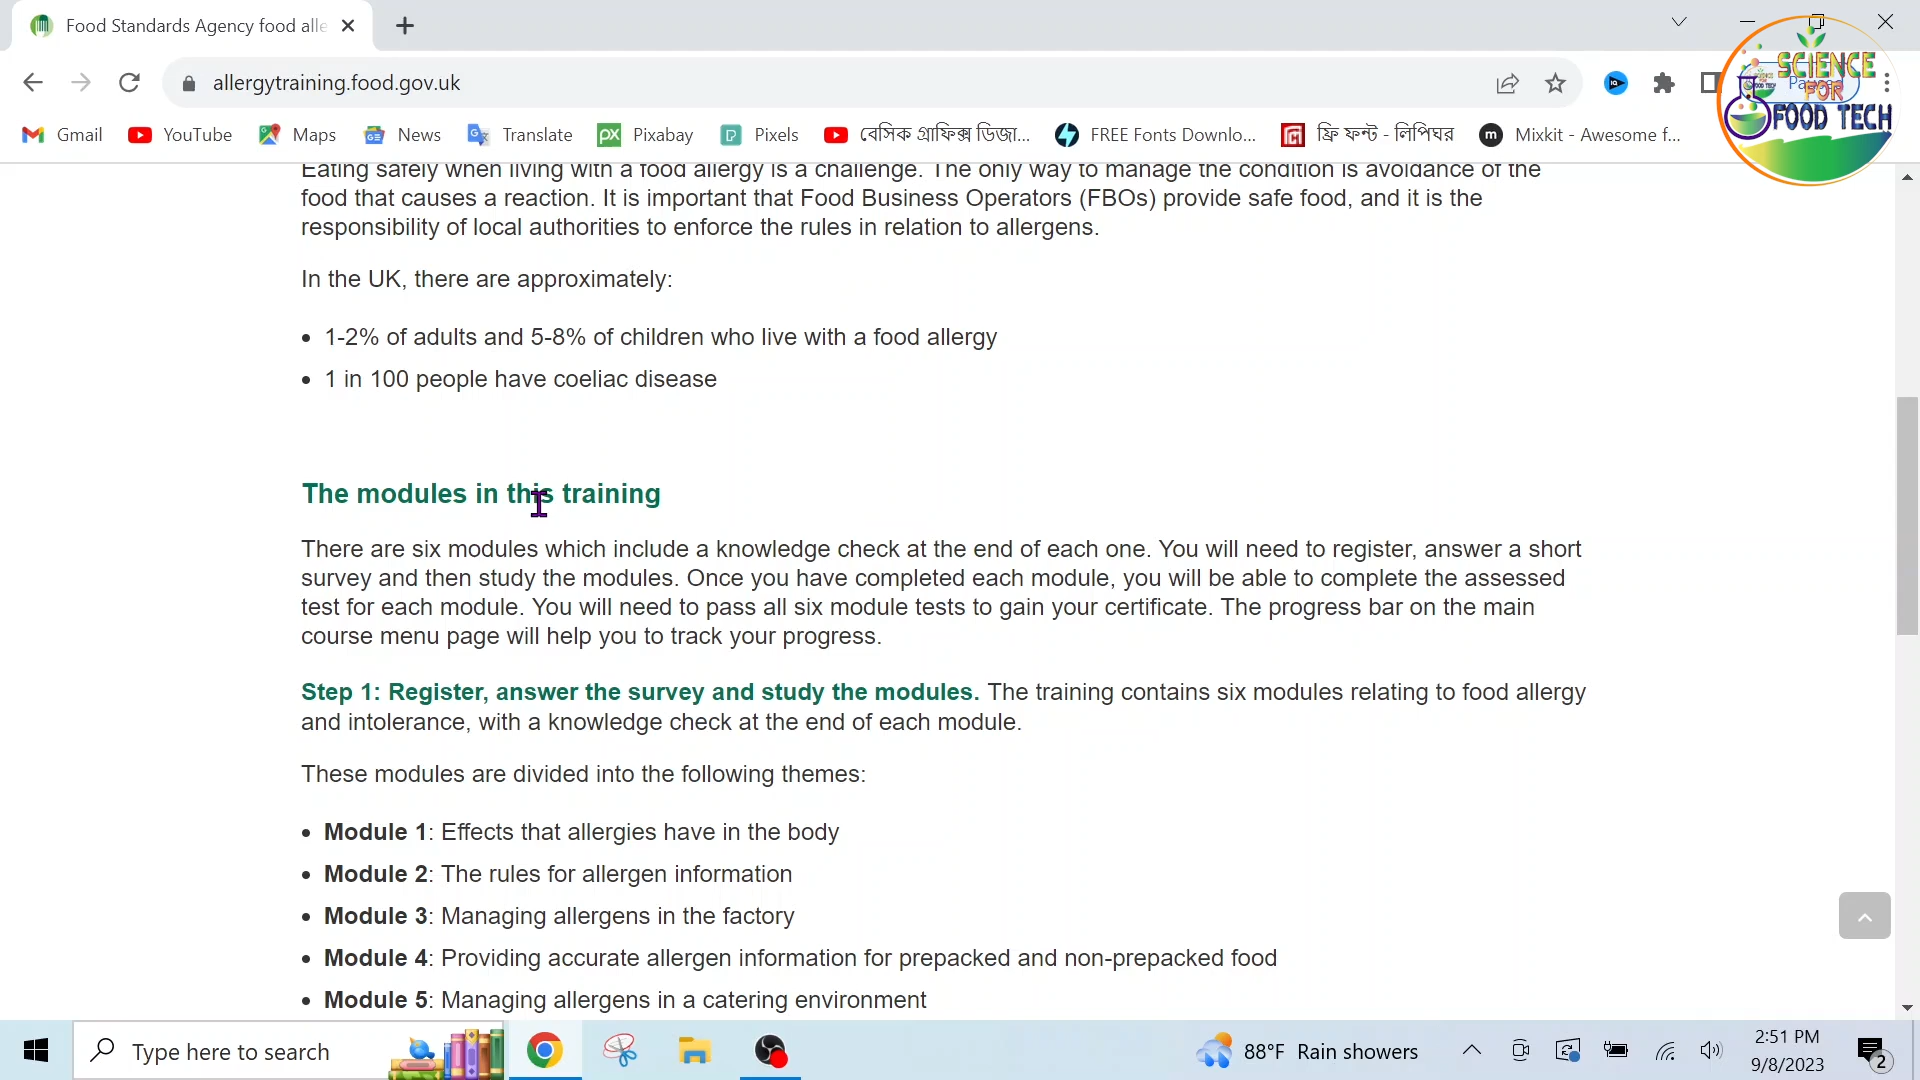 Food Standards Agency food alle
allergytraining.food.gov.uk
Gmail YouTube Maps News Translate Pixabay Pixels বেসিক গ্রাফিক্স ডিজা... FREE Fonts Downlo... ফ্রি ফন্ট - লিপিঘর Mixkit - Awesome f...
SCIENCE
FOR
FOOD TECH
Eating safely when living with a food allergy is a challenge. The only way to manage the condition is avoidance of the
food that causes a reaction. It is important that Food Business Operators (FBOs) provide safe food, and it is the
responsibility of local authorities to enforce the rules in relation to allergens.
In the UK, there are approximately:
• 1-2% of adults and 5-8% of children who live with a food allergy
• 1 in 100 people have coeliac disease
The modules in this training
There are six modules which include a knowledge check at the end of each one. You will need to register, answer a short
survey and then study the modules. Once you have completed each module, you will be able to complete the assessed
test for each module. You will need to pass all six module tests to gain your certificate. The progress bar on the main
course menu page will help you to track your progress.
Step 1: Register, answer the survey and study the modules. The training contains six modules relating to food allergy
and intolerance, with a knowledge check at the end of each module.
These modules are divided into the following themes:
• Module 1: Effects that allergies have in the body
• Module 2: The rules for allergen information
• Module 3: Managing allergens in the factory
• Module 4: Providing accurate allergen information for prepacked and non-prepacked food
• Module 5: Managing allergens in a catering environment
Type here to search
88°F Rain showers
2:51 PM
9/8/2023
2